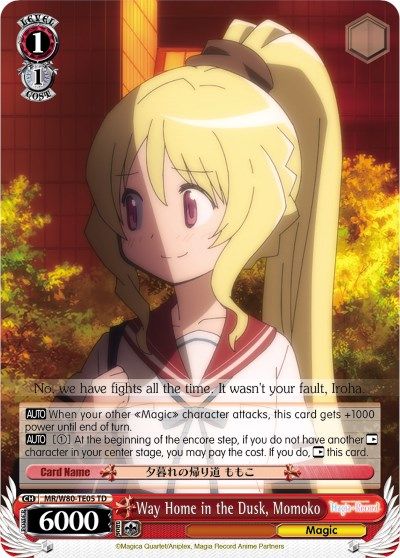 LEVEL
1
1
COST
No, we have fights all the time. It wasn't your fault, Iroha.
AUTO When your other «Magic» character attacks, this card gets +1000
power until end of turn.
AUTO [(1)] At the beginning of the encore step, if you do not have another
character in your center stage, you may pay the cost. If you do, this card.
Card Name 夕暮れの帰り道 ももこ
CH MR/W80-TE05 TD
Way Home in the Dusk, Momoko
POWER 6000
Magic
©Magica Quartet/Aniplex, Magia Record Anime Partners